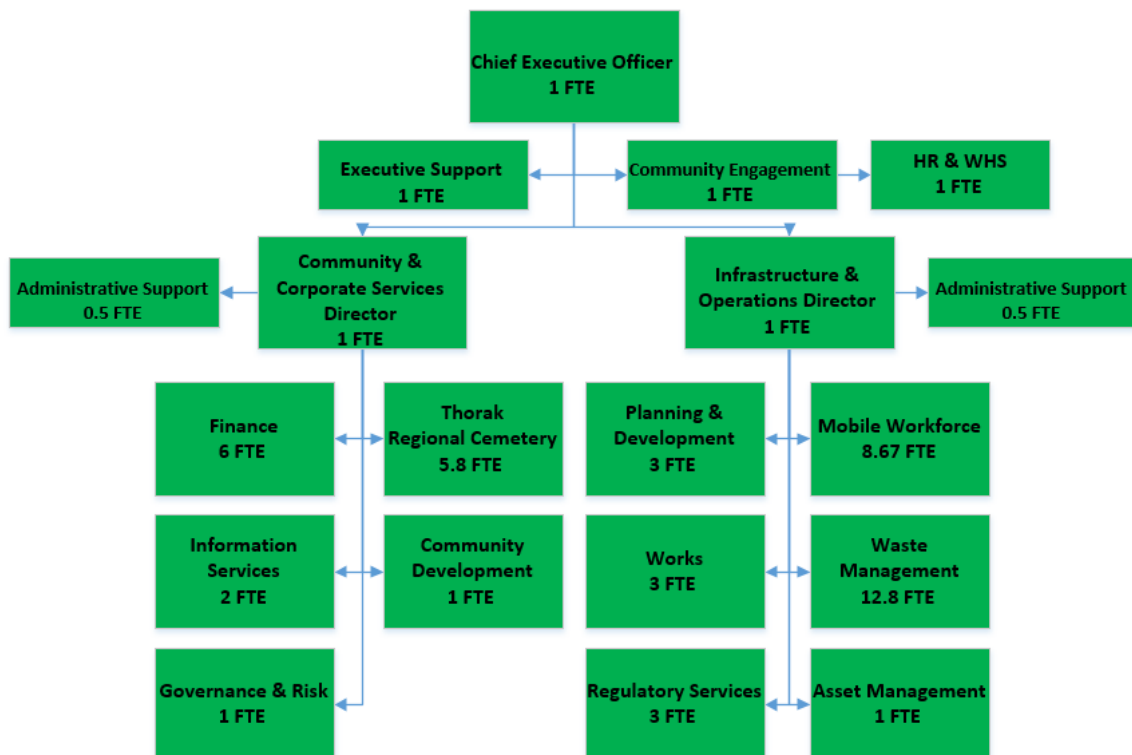 Chief Executive Officer
1 FTE
Executive Support
1 FTE
Community Engagement
1 FTE
HR & WHS
1 FTE
Administrative Support
0.5 FTE
Community &
Corporate Services
Director
1 FTE
Infrastructure &
Operations Director
1 FTE
Administrative Support
0.5 FTE
Finance
6 FTE
Thorak
Regional Cemetery
5.8 FTE
Planning &
Development
3 FTE
Mobile Workforce
8.67 FTE
Information
Services
2 FTE
Community
Development
1 FTE
Works
3 FTE
Waste
Management
12.8 FTE
Governance & Risk
1 FTE
Regulatory Services
3 FTE
Asset Management
1 FTE